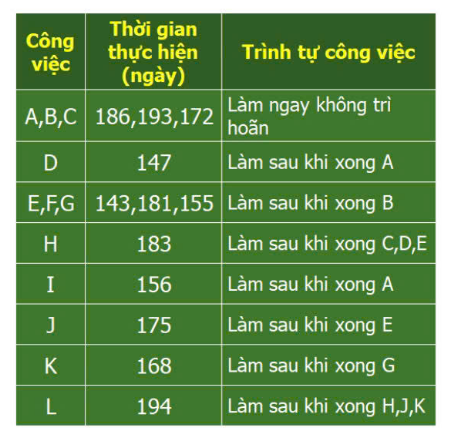 Công việc | Thời gian thực hiện (ngày) | Trình tự công việc
A,B,C | 186,193,172 | Làm ngay không trì hoãn
D | 147 | Làm sau khi xong A
E,F,G | 143,181,155 | Làm sau khi xong B
H | 183 | Làm sau khi xong C,D,E
I | 156 | Làm sau khi xong A
J | 175 | Làm sau khi xong E
K | 168 | Làm sau khi xong G
L | 194 | Làm sau khi xong H,J,K